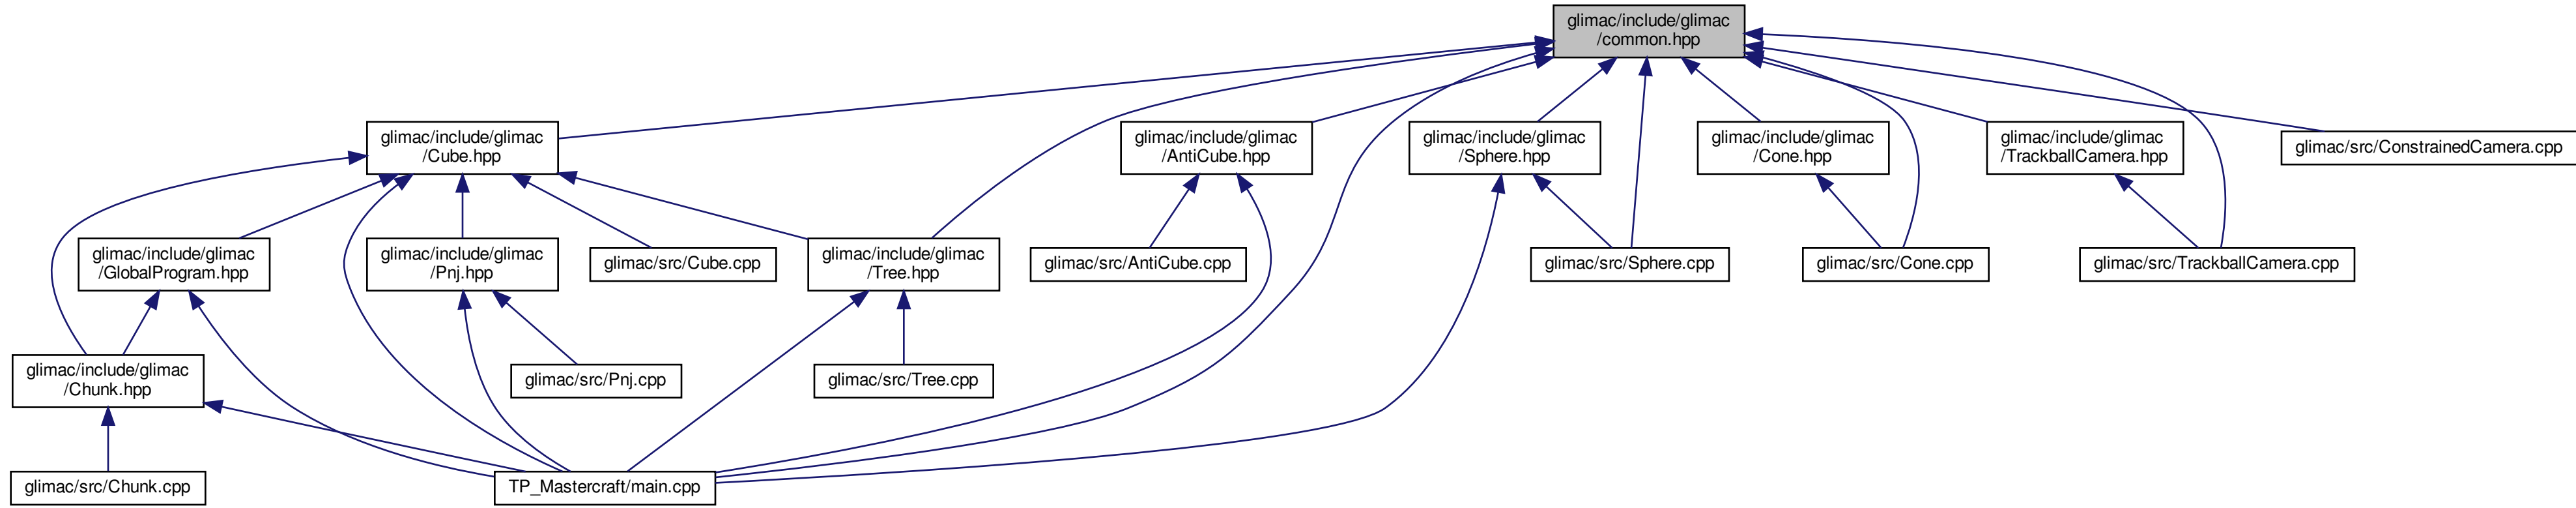 glimac/include/glimac
/common.hpp
glimac/include/glimac
/Cube.hpp
glimac/include/glimac
/AntiCube.hpp
glimac/include/glimac
/Sphere.hpp
glimac/include/glimac
/Cone.hpp
glimac/include/glimac
/TrackballCamera.hpp
glimac/src/ConstrainedCamera.cpp
glimac/include/glimac
/GlobalProgram.hpp
glimac/include/glimac
/Pnj.hpp
glimac/src/Cube.cpp
glimac/include/glimac
/Tree.hpp
glimac/src/AntiCube.cpp
glimac/src/Sphere.cpp
glimac/src/Cone.cpp
glimac/src/TrackballCamera.cpp
glimac/include/glimac
/Chunk.hpp
glimac/src/Pnj.cpp
glimac/src/Tree.cpp
glimac/src/Chunk.cpp
TP_Mastercraft/main.cpp